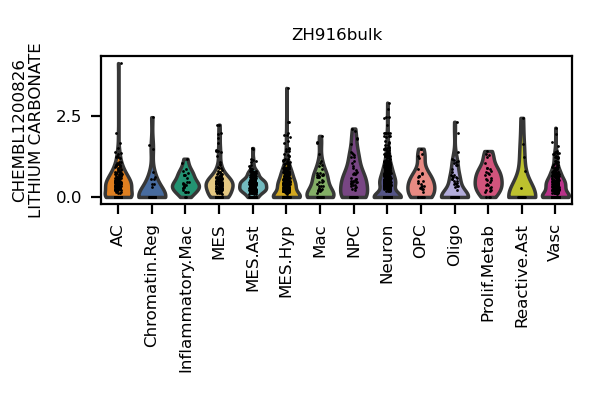 ZH916bulk
CHEMBL1200826
LITHIUM CARBONATE
2.5
0.0
AC
Chromatin.Reg
Inflammatory.Mac
MES
MES.Ast
MES.Hyp
Mac
NPC
Neuron
OPC
Oligo
Prolif.Metab
Reactive.Ast
Vasc